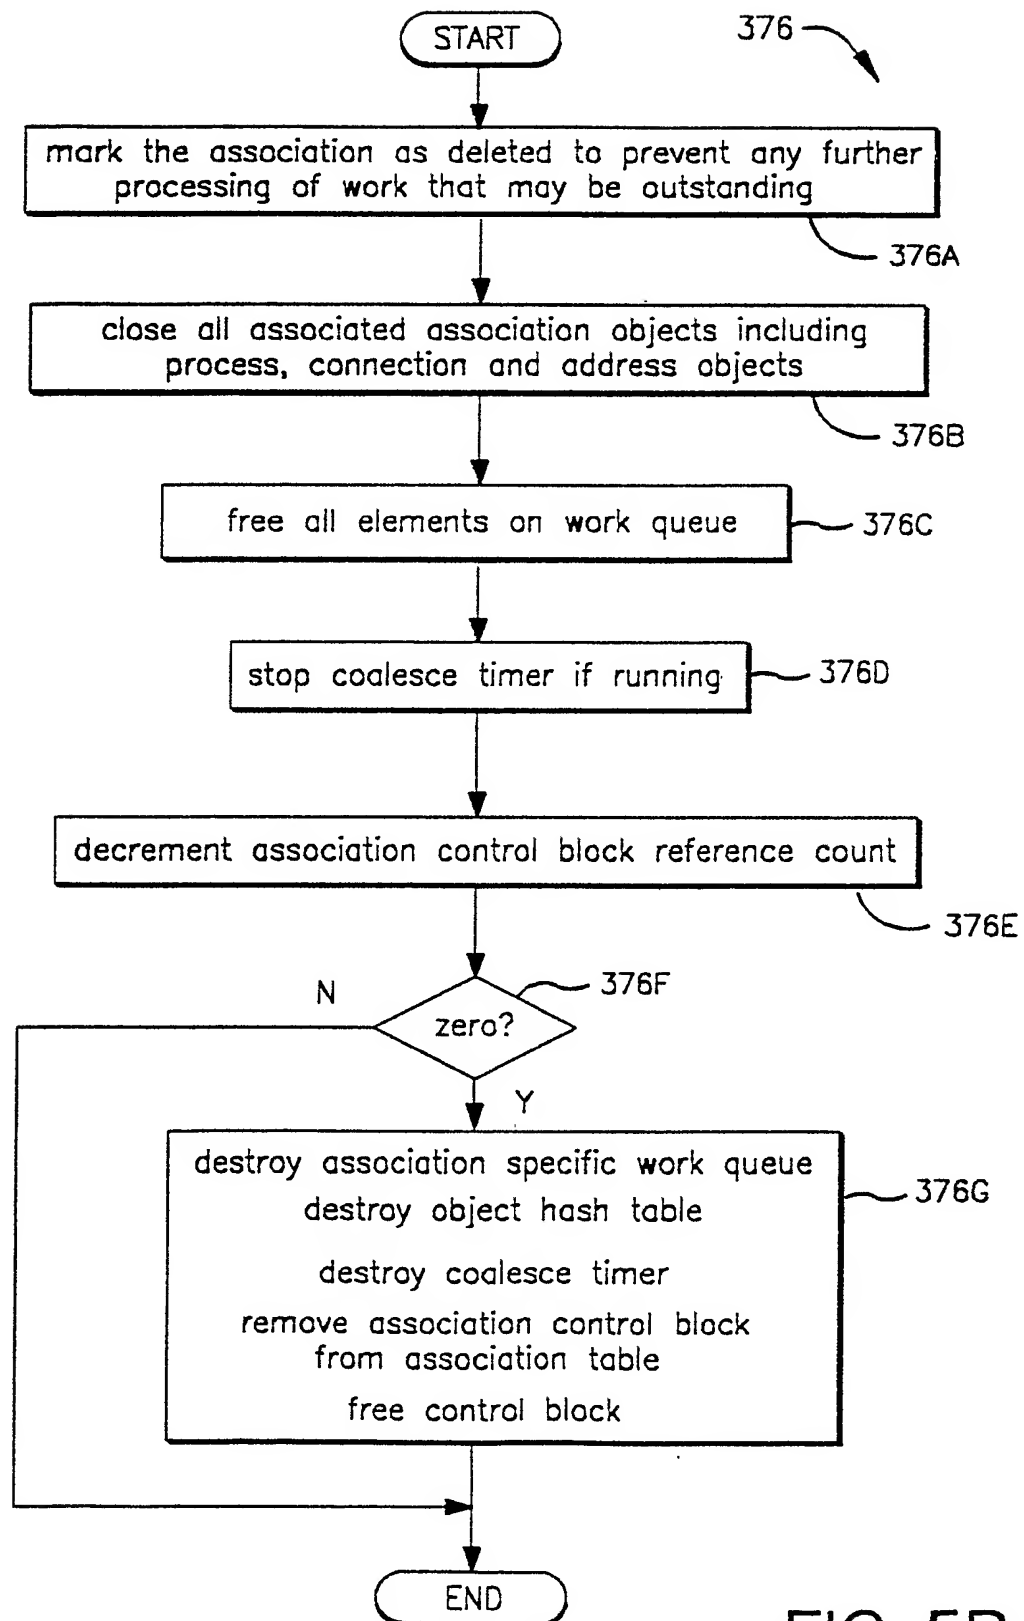 START
376
mark the association as deleted to prevent any further
processing of work that may be outstanding
376A
close all associated association objects including
process, connection and address objects
376B
free all elements on work queue
376C
stop coalesce timer if running
376D
decrement association control block reference count
376E
376F
N
zero?
Y
destroy association specific work queue
376G
destroy object hash table
destroy coalesce timer
remove association control block
from association table
free control block
END